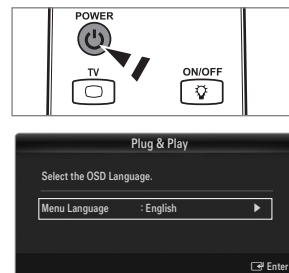 POWER
TV
ON/OFF
Plug & Play
Select the OSD Language.
Menu Language : English ►
Enter